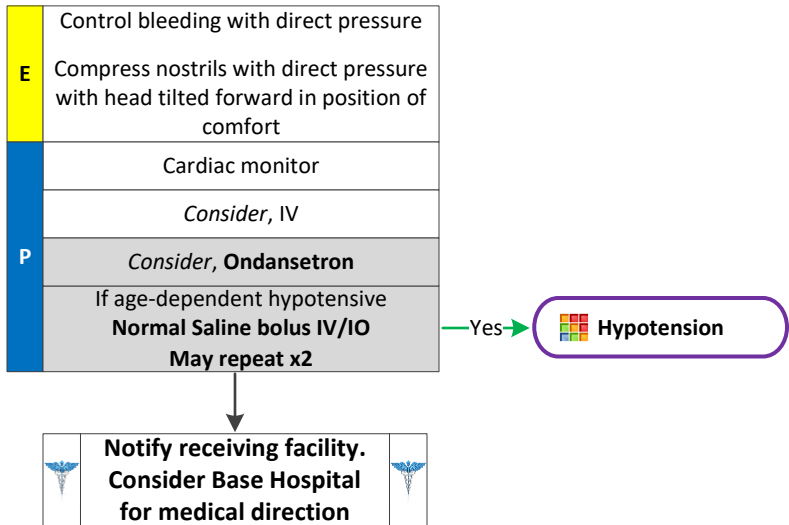 Control bleeding with direct pressure
E
Compress nostrils with direct pressure
with head tilted forward in position of
comfort
P
Cardiac monitor
Consider, IV
Consider, Ondansetron
If age-dependent hypotensive
Normal Saline bolus IV/IO
May repeat x2
Yes
Hypotension
Notify receiving facility.
Consider Base Hospital
for medical direction